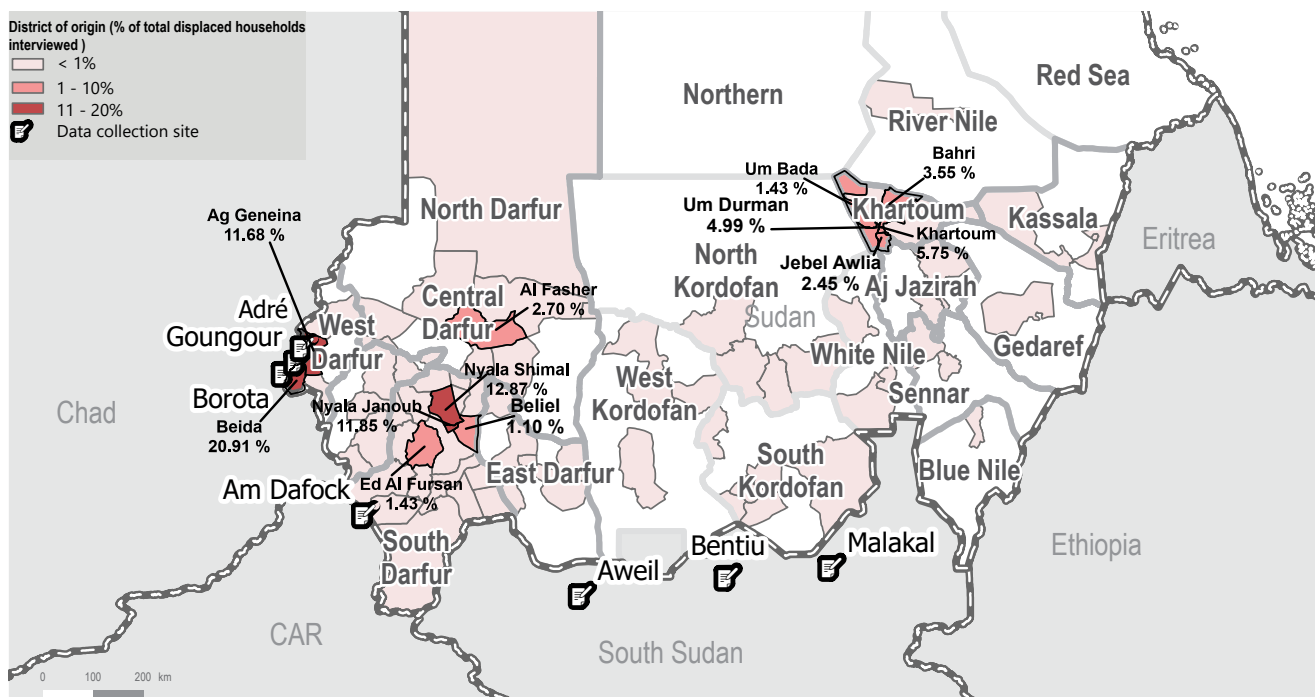 District of origin (% of total displaced households
interviewed )
< 1%
1 - 10%
11 - 20%
Data collection site
Northern
Red Sea
River Nile
Bahri
3.55 %
Um Bada
1.43 %
Um Durman
4.99 %
Khartoum
Khartoum
5.75 %
Jebel Awlia
2.45 %
Kassala
Eritrea
North Darfur
Ag Geneina
11.68 %
North
Kordofan
Sudan
Aj Jazirah
Central
Darfur
Al Fasher
2.70 %
Adré
Goungour
West
Darfur
White Nile
Gedaref
Sennar
Nyala Shimal
12.87 %
West
Kordofan
Chad
Borota
Beida
20.91 %
Nyala Janoub
11.85 %
Beliel
1.10 %
East Darfur
South
Kordofan
Blue Nile
Am Dafock
Ed Al Fursan
1.43 %
South
Darfur
Aweil
Bentiu
Malakal
Ethiopia
CAR
South Sudan
0 100 200 km